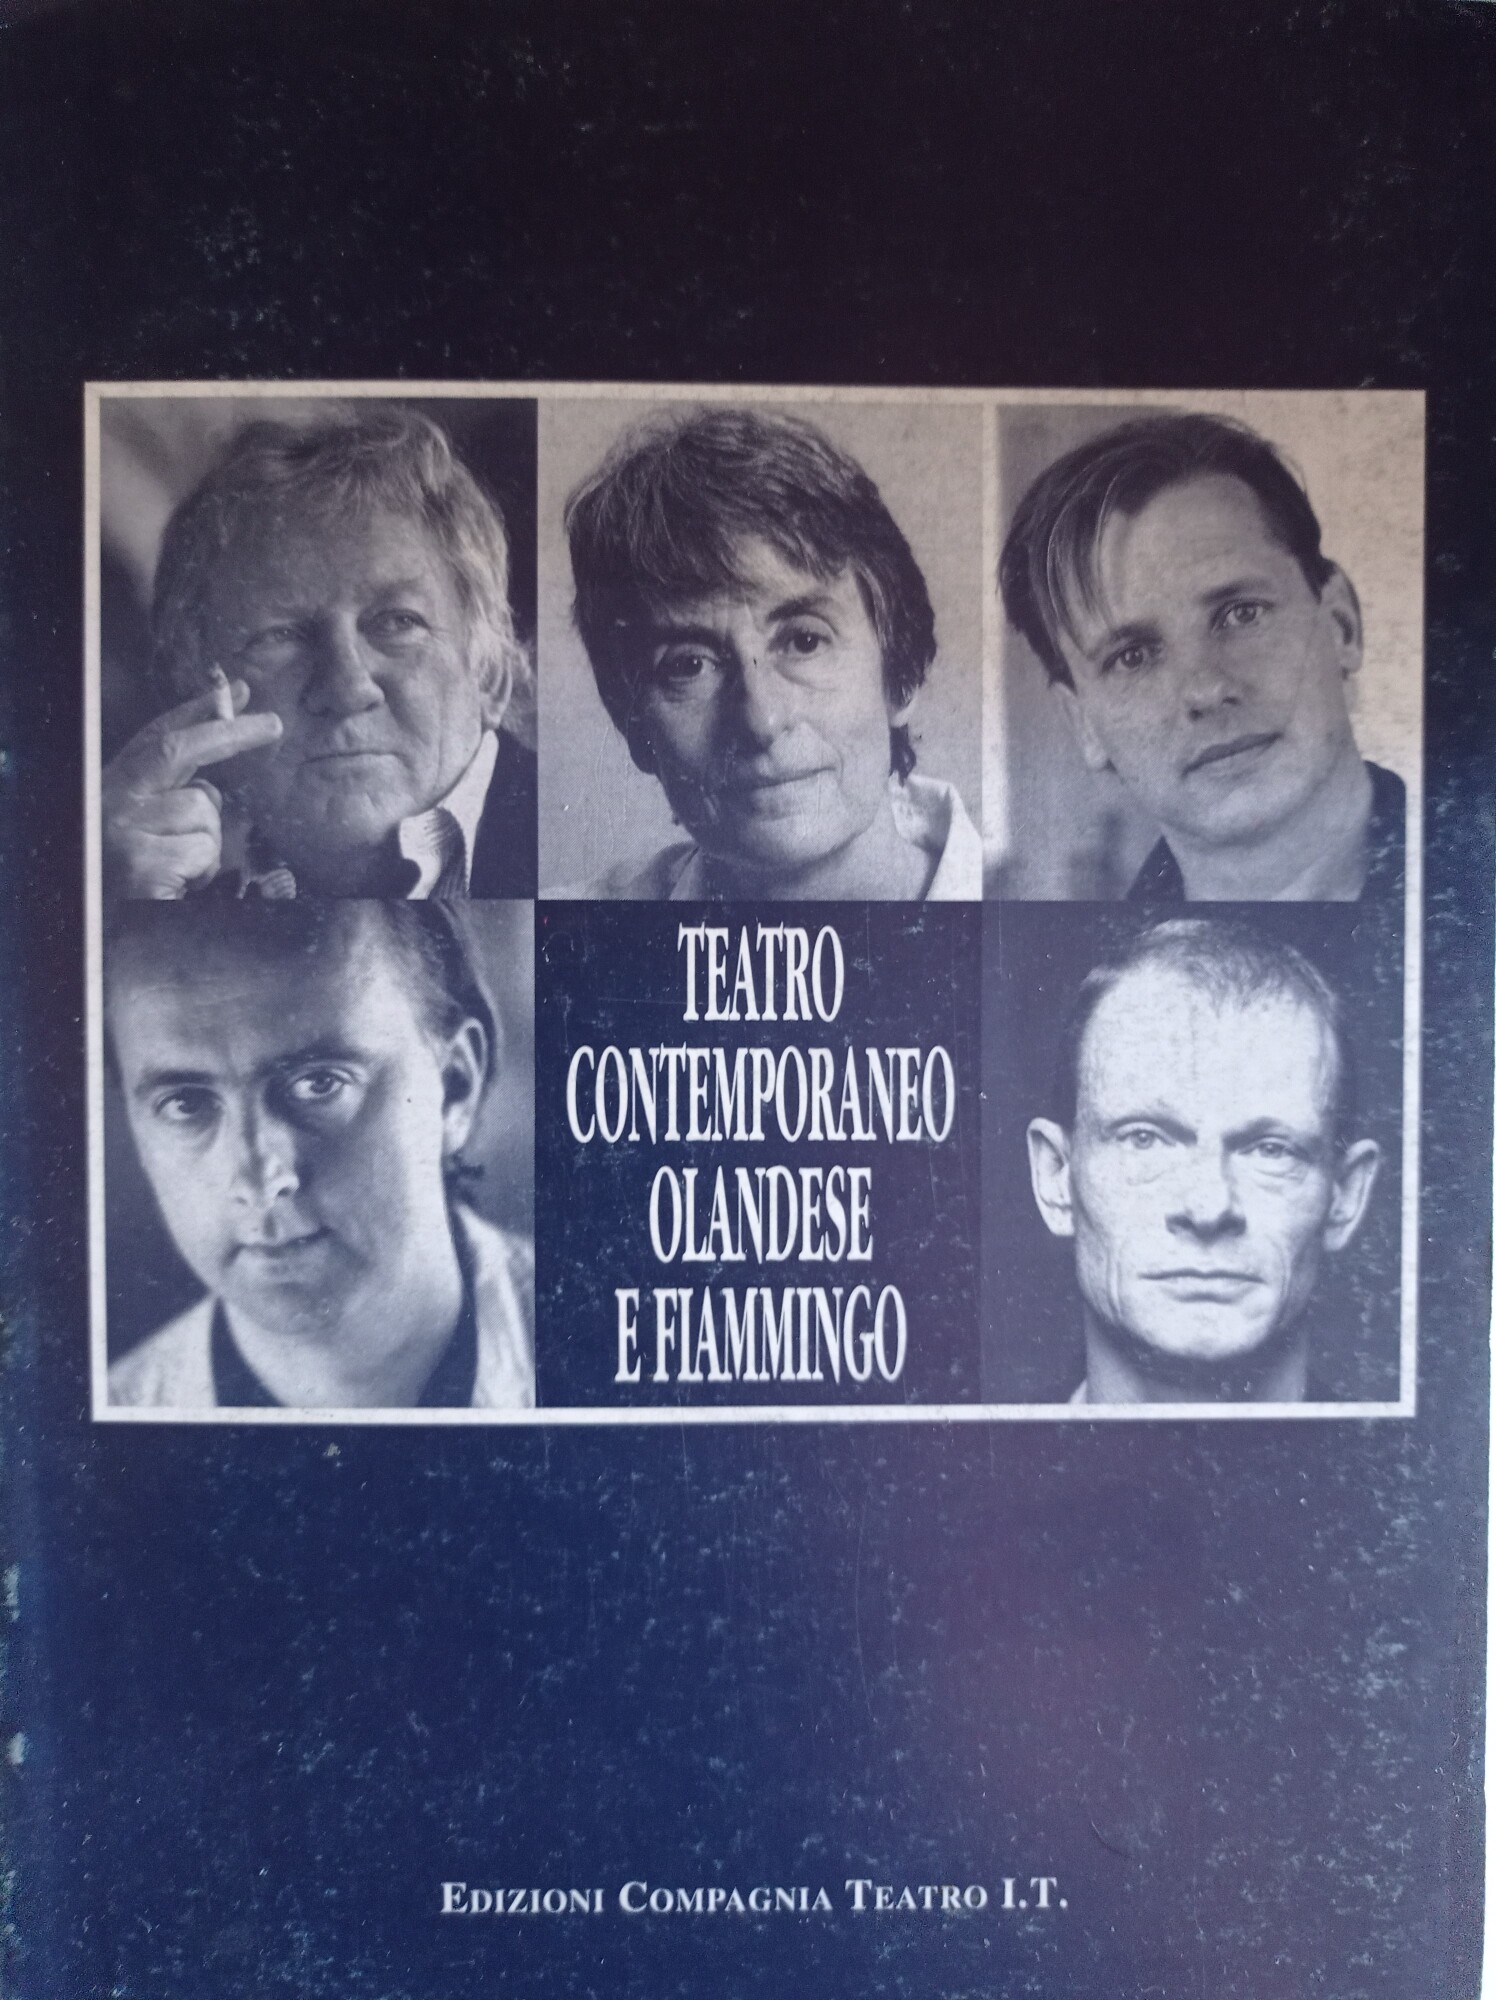 TEATRO
CONTEMPORANEO
OLANDESE
E FIAMMINGO
EDIZIONI COMPAGNIA TEATRO I.T.